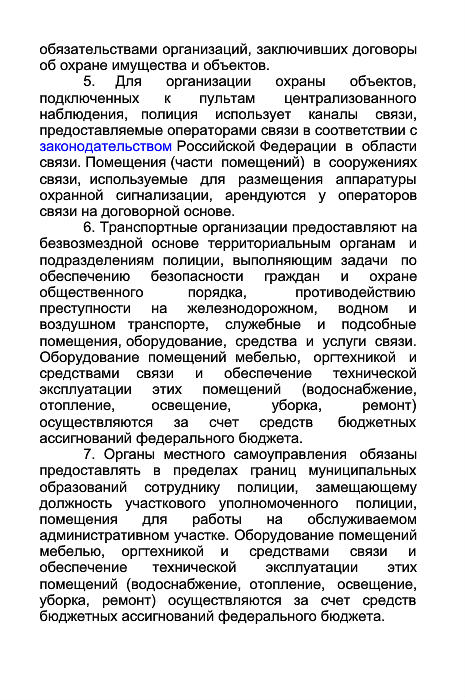 обязательствами организаций, заключивших договоры
об охране имущества и объектов.
5. Для организации охраны объектов,
подключенных к пультам централизованного
наблюдения, полиция использует каналы связи,
предоставляемые операторами связи в соответствии с
законодательством Российской Федерации в области
связи. Помещения (части помещений) в сооружениях
связи, используемые для размещения аппаратуры
охранной сигнализации, арендуются у операторов
связи на договорной основе.
6. Транспортные организации предоставляют на
безвозмездной основе территориальным органам и
подразделениям полиции, выполняющим задачи по
обеспечению безопасности граждан и охране
общественного порядка, противодействию
преступности на железнодорожном, водном и
воздушном транспорте, служебные и подсобные
помещения, оборудование, средства и услуги связи.
Оборудование помещений мебелью, оргтехникой и
средствами связи и обеспечение технической
эксплуатации этих помещений (водоснабжение,
отопление, освещение, уборка, ремонт)
осуществляются за счет средств бюджетных
ассигнований федерального бюджета.
7. Органы местного самоуправления обязаны
предоставлять в пределах границ муниципальных
образований сотруднику полиции, замещающему
должность участкового уполномоченного полиции,
помещения для работы на обслуживаемом
административном участке. Оборудование помещений
мебелью, оргтехникой и средствами связи и
обеспечение технической эксплуатации этих
помещений (водоснабжение, отопление, освещение,
уборка, ремонт) осуществляются за счет средств
бюджетных ассигнований федерального бюджета.